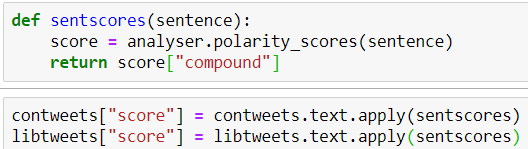 def sentscores(sentence):
    score = analyser.polarity_scores(sentence)
    return score["compound"]
contweets["score"] = contweets.text.apply(sentscores)
libtweets["score"] = libtweets.text.apply(sentscores)